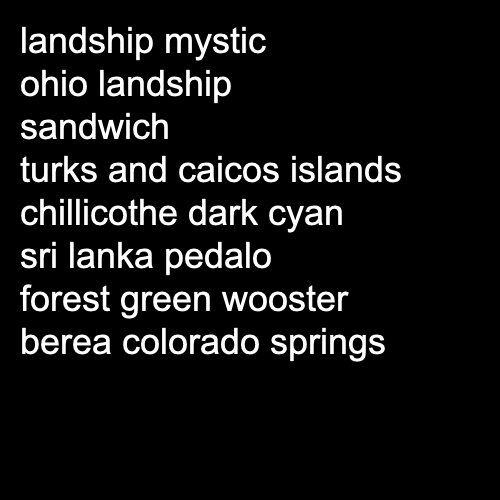 landship mystic
ohio landship
sandwich
turks and caicos islands
chillicothe dark cyan
sri lanka pedalo
forest green wooster
berea colorado springs